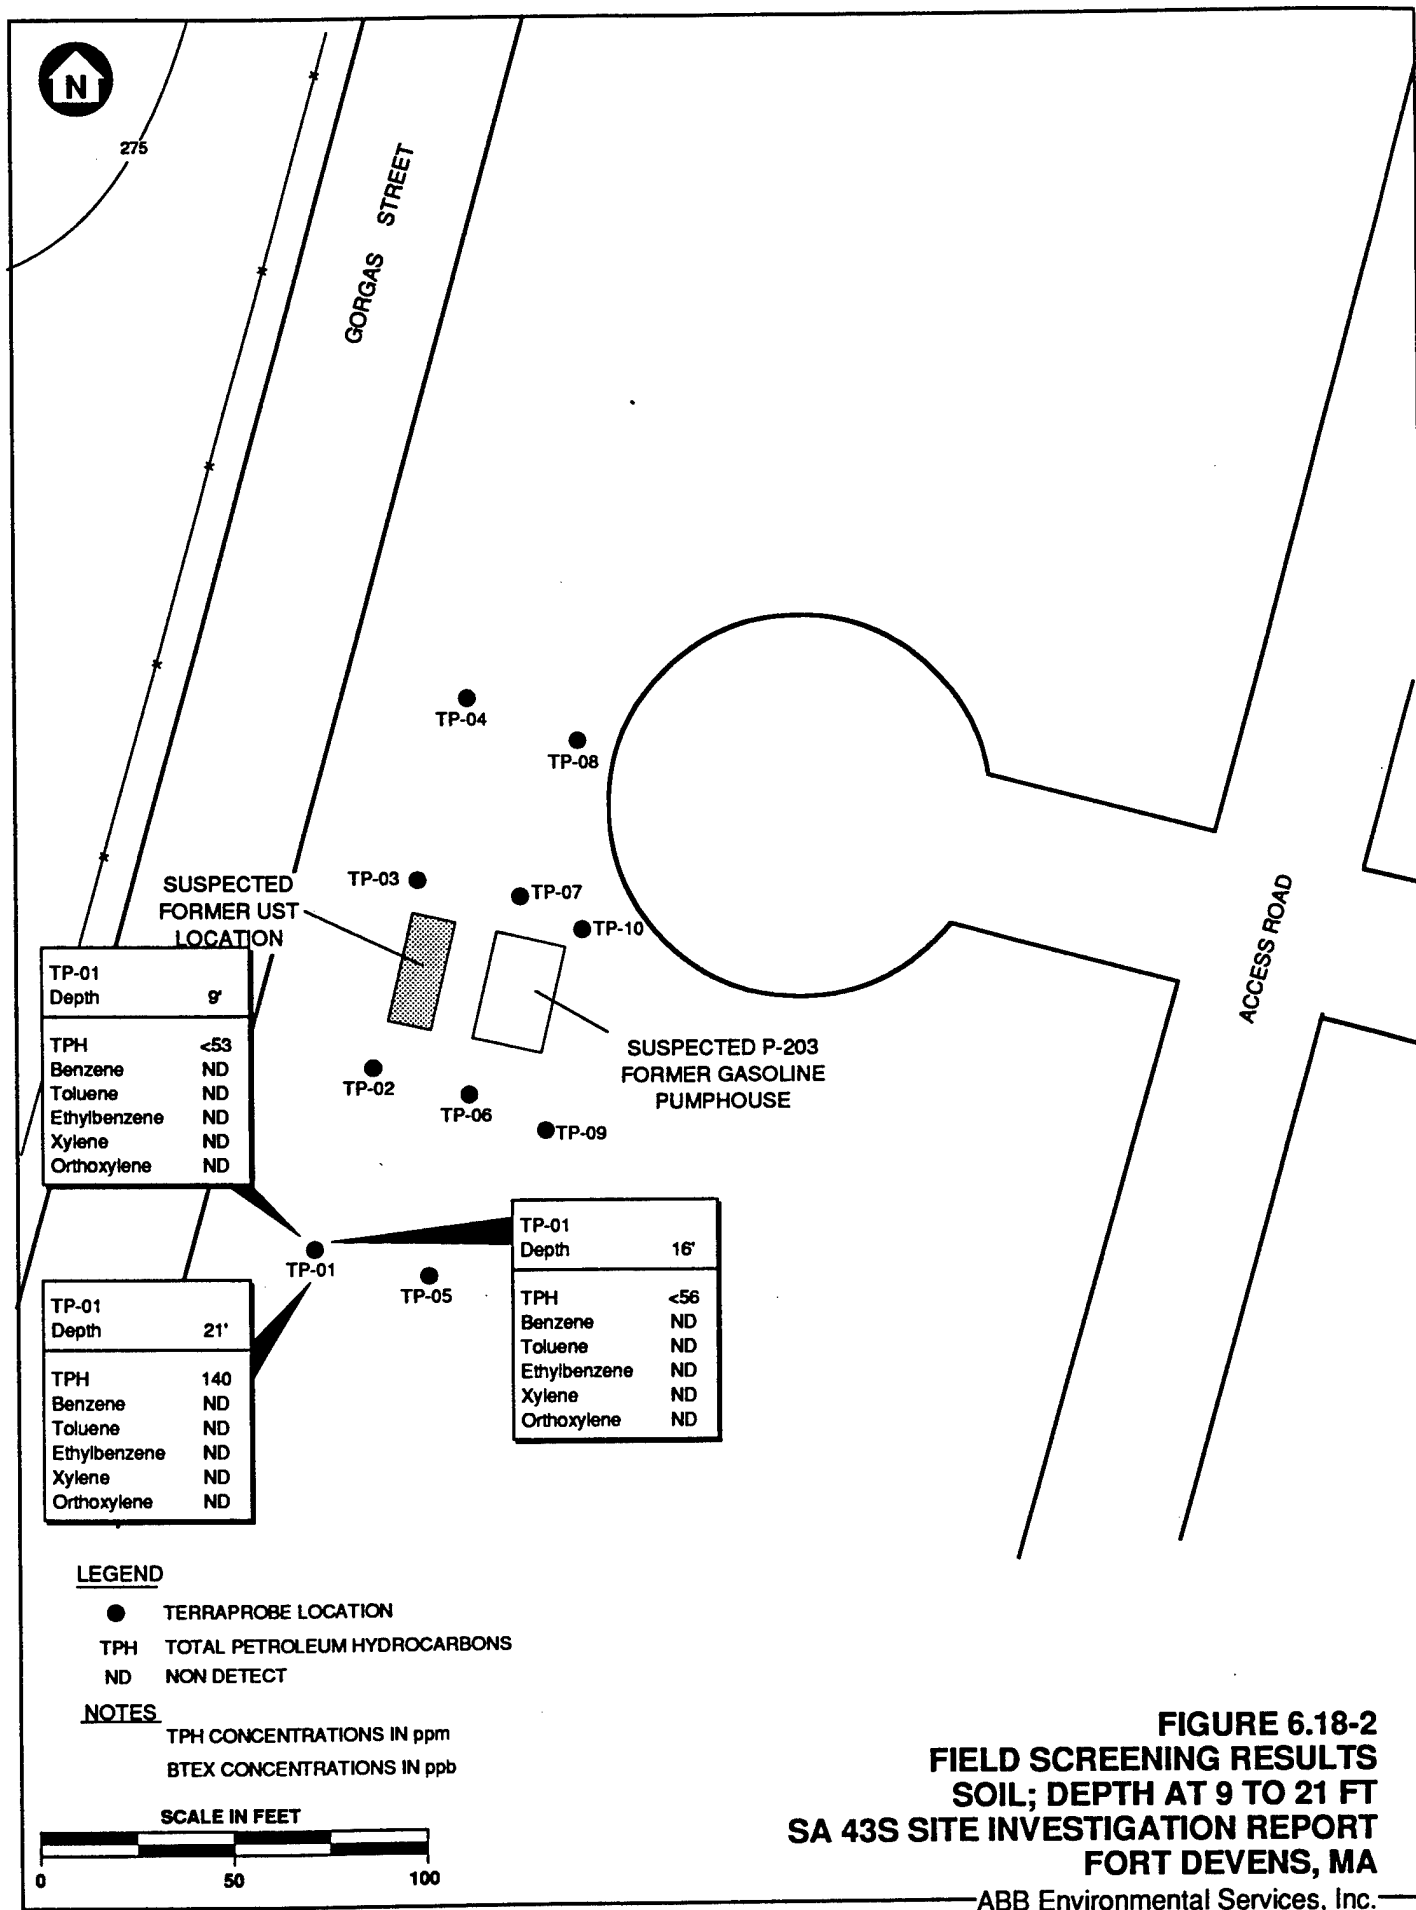 N
275
GORGAS STREET
TP-04
TP-08
TP-03
TP-07
TP-10
SUSPECTED
FORMER UST
LOCATION
ACCESS ROAD
SUSPECTED P-203
FORMER GASOLINE
PUMPHOUSE
TP-02
TP-06
TP-09
TP-01
Depth 9'
TPH <53
Benzene ND
Toluene ND
Ethylbenzene ND
Xylene ND
Orthoxylene ND
TP-01
TP-05
TP-01
Depth 16'
TPH <56
Benzene ND
Toluene ND
Ethylbenzene ND
Xylene ND
Orthoxylene ND
TP-01
Depth 21'
TPH 140
Benzene ND
Toluene ND
Ethylbenzene ND
Xylene ND
Orthoxylene ND
LEGEND
TERRAPROBE LOCATION
TPH TOTAL PETROLEUM HYDROCARBONS
ND NON DETECT
NOTES
TPH CONCENTRATIONS IN ppm
BTEX CONCENTRATIONS IN ppb
SCALE IN FEET
0 50 100
FIGURE 6.18-2
FIELD SCREENING RESULTS
SOIL; DEPTH AT 9 TO 21 FT
SA 43S SITE INVESTIGATION REPORT
FORT DEVENS, MA
ABB Environmental Services, Inc.